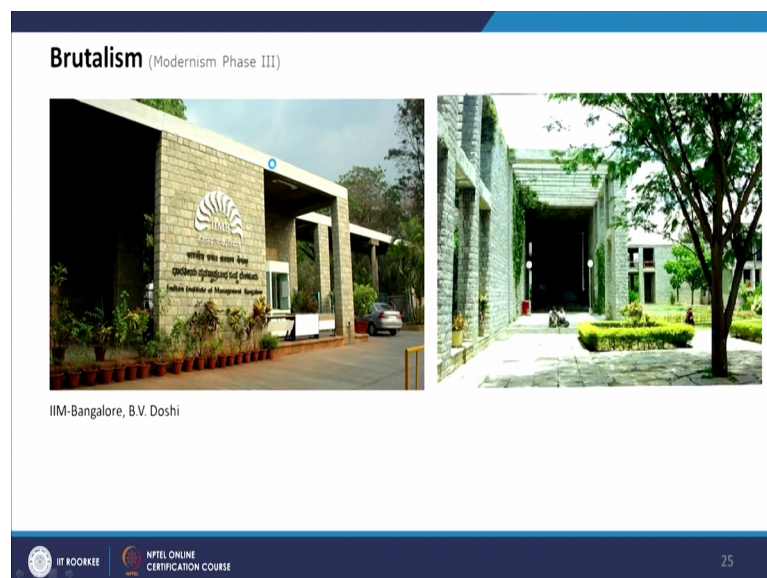 Brutalism (Modernism Phase III)
IIMB
Indian Institute of Management Bangalore
IIM-Bangalore, B.V. Doshi
IIT ROORKEE
NPTEL ONLINE
CERTIFICATION COURSE
25